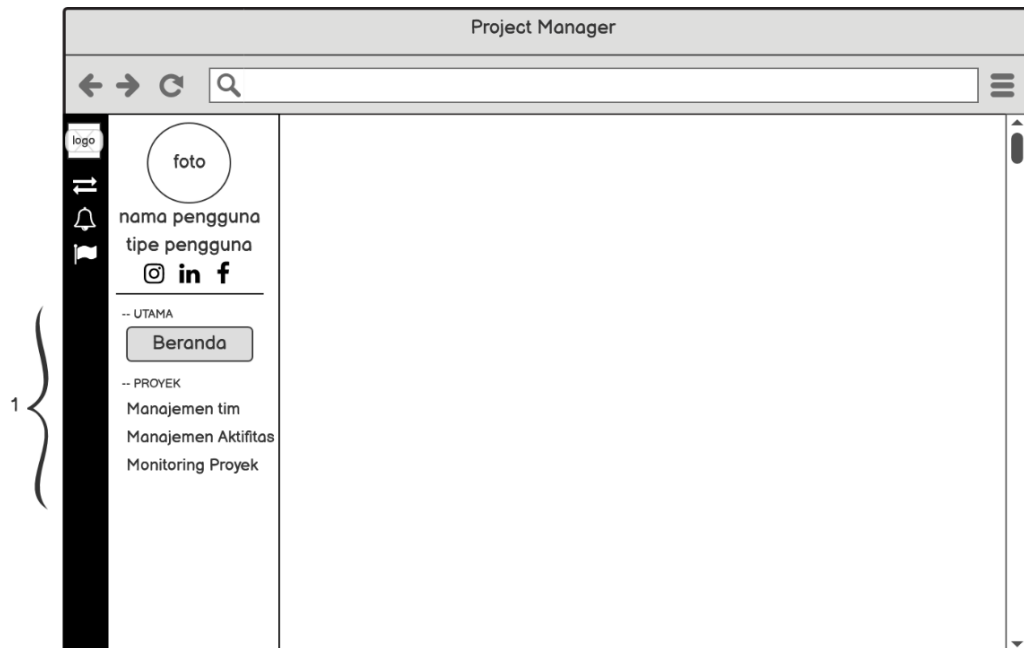 Project Manager
logo
foto
nama pengguna
tipe pengguna
-- UTAMA
Beranda
-- PROYEK
1
Manajemen tim
Manajemen Aktifitas
Monitoring Proyek